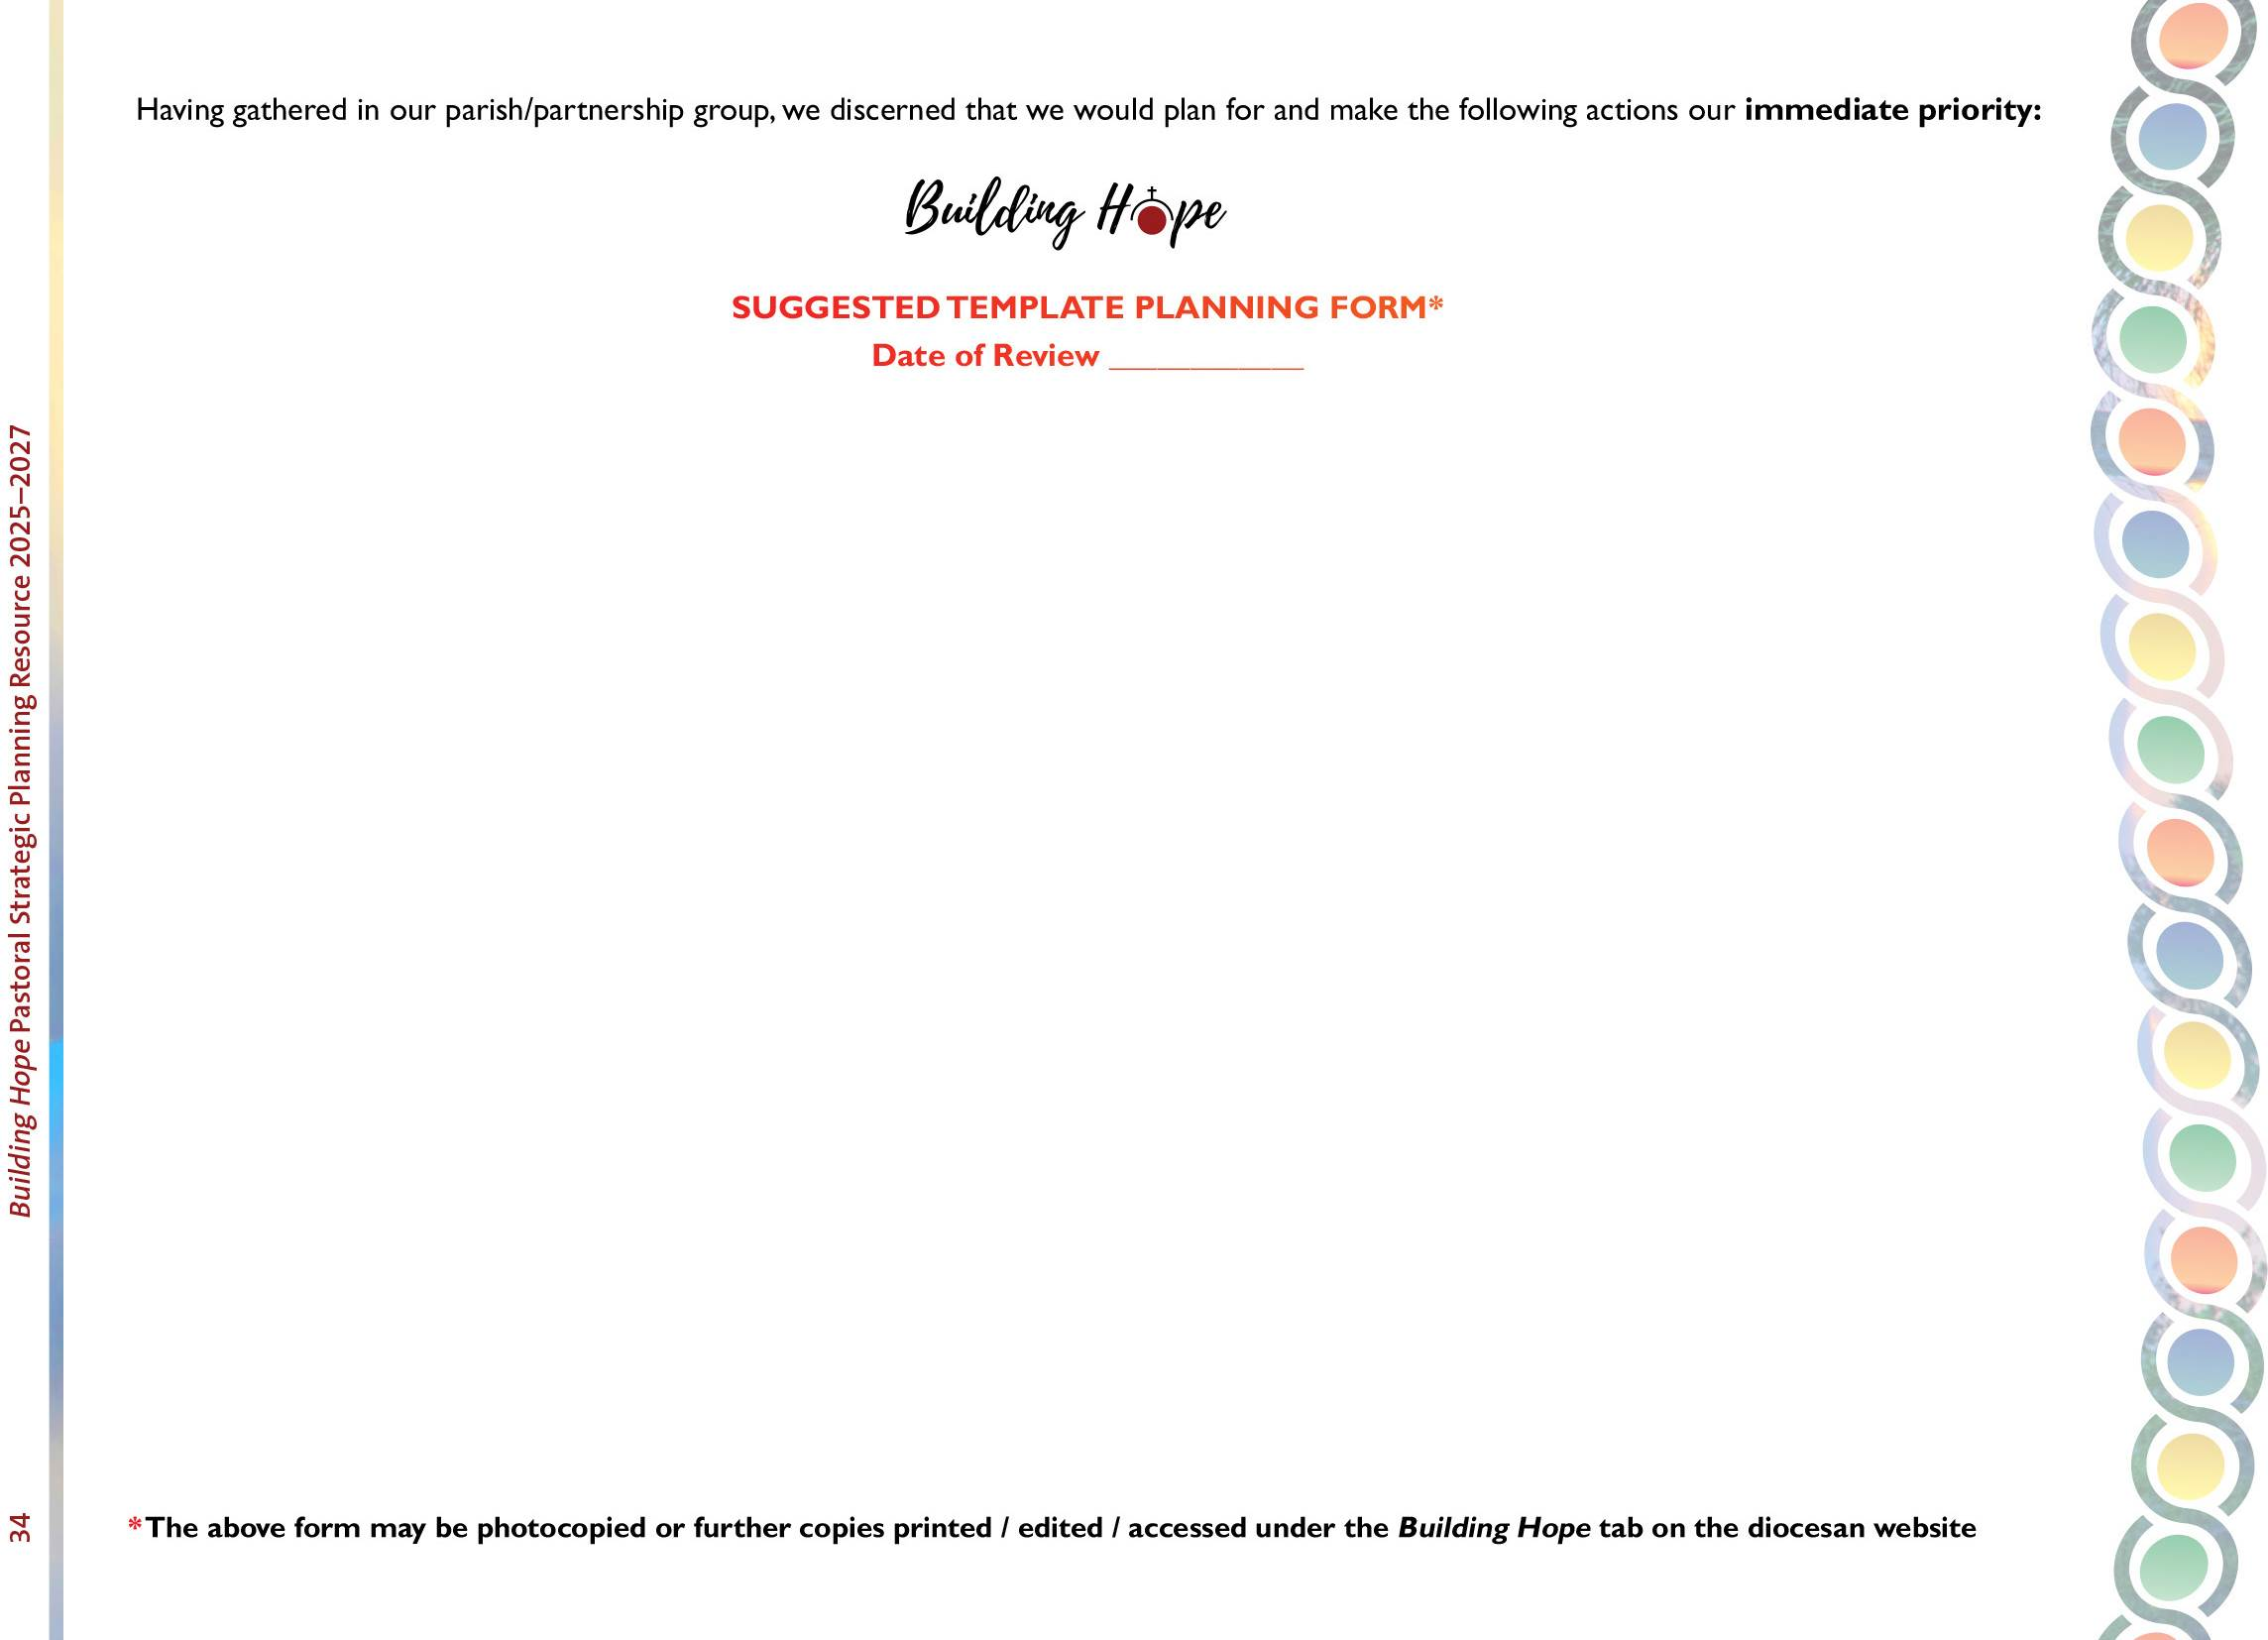 Having gathered in our parish/partnership group, we discerned that we would plan for and make the following actions our immediate priority:
Building Hope
SUGGESTED TEMPLATE PLANNING FORM*
Date of Review ____________
*The above form may be photocopied or further copies printed / edited / accessed under the Building Hope tab on the diocesan website
Building Hope Pastoral Strategic Planning Resource 2025–2027
34